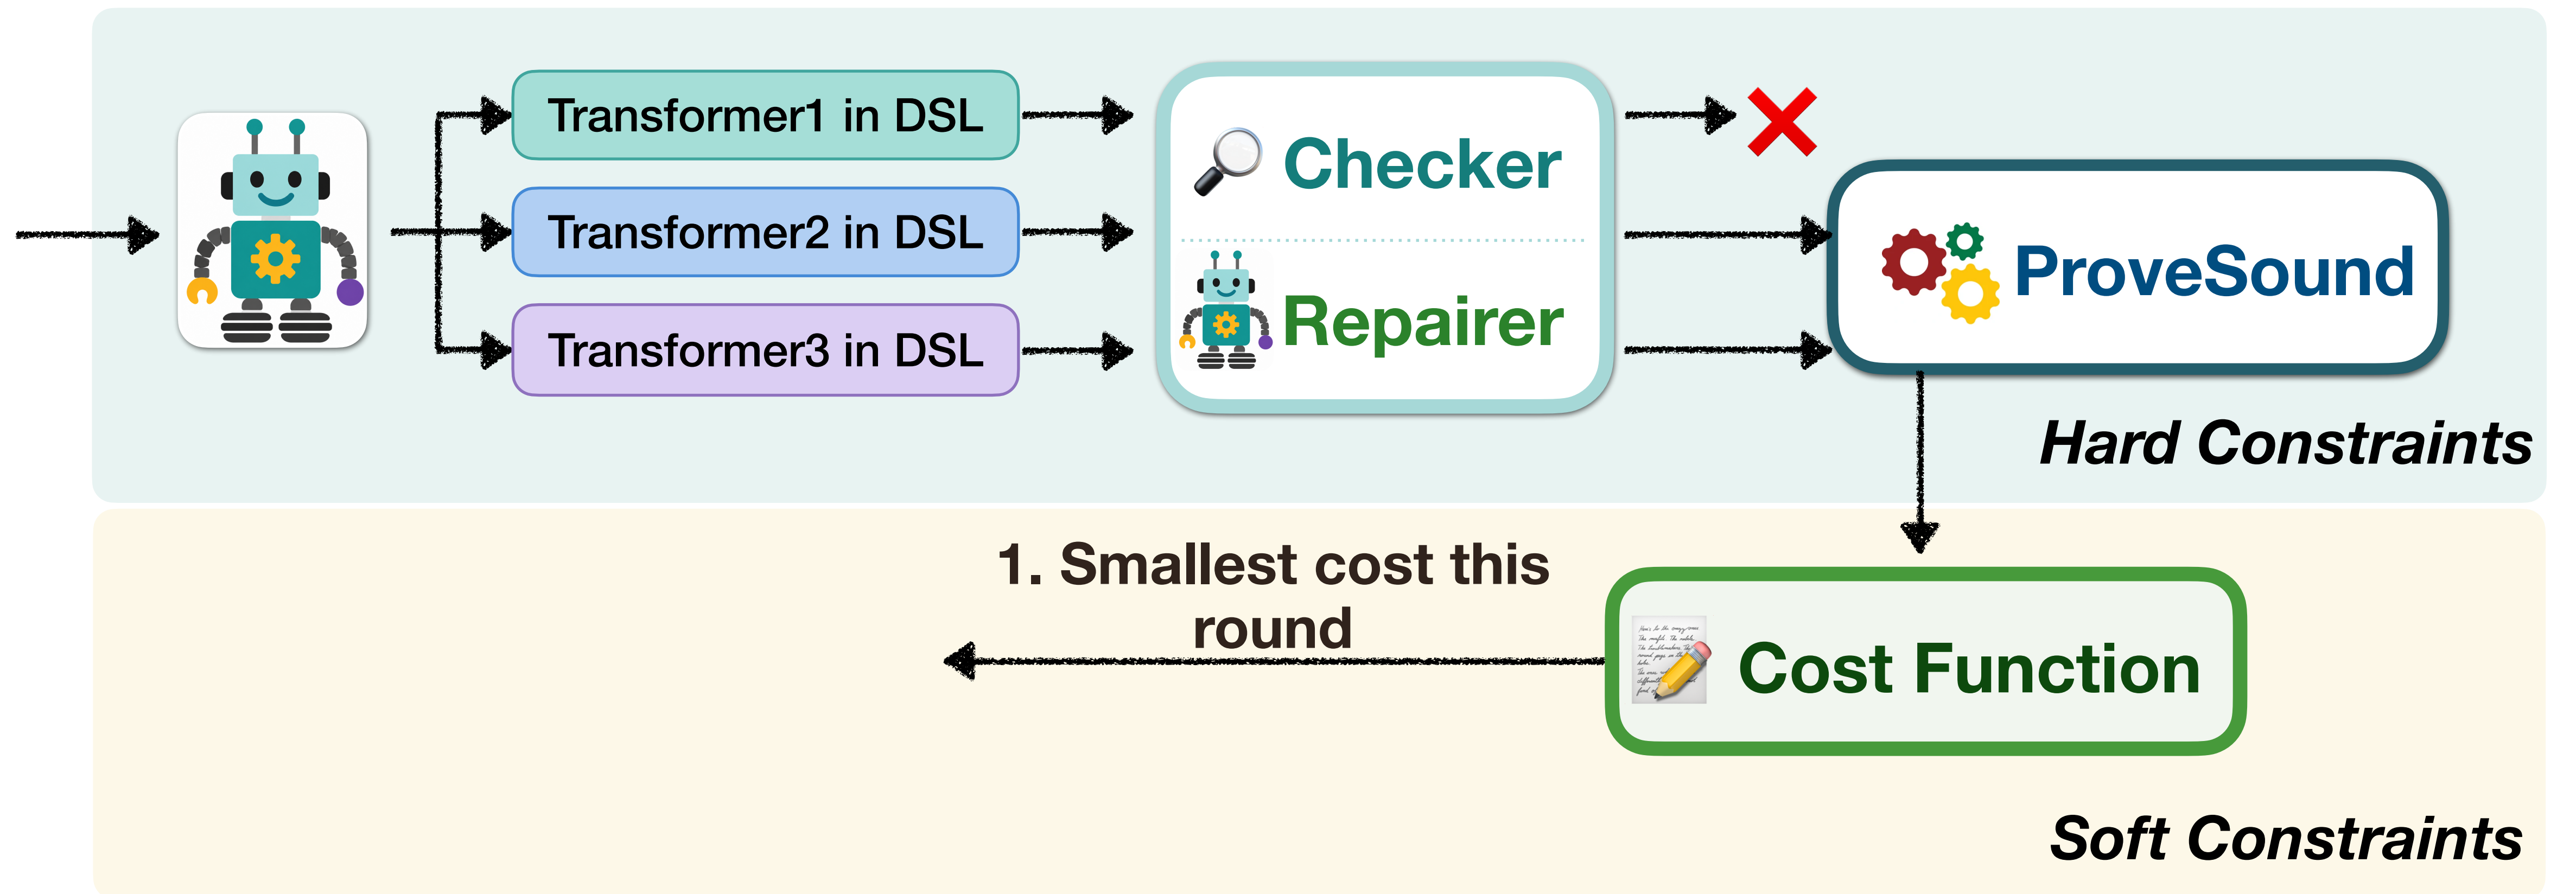 Transformer1 in DSL
Transformer2 in DSL
Transformer3 in DSL
Checker
Repairer
ProveSound
Hard Constraints
1. Smallest cost this
round
Cost Function
Soft Constraints